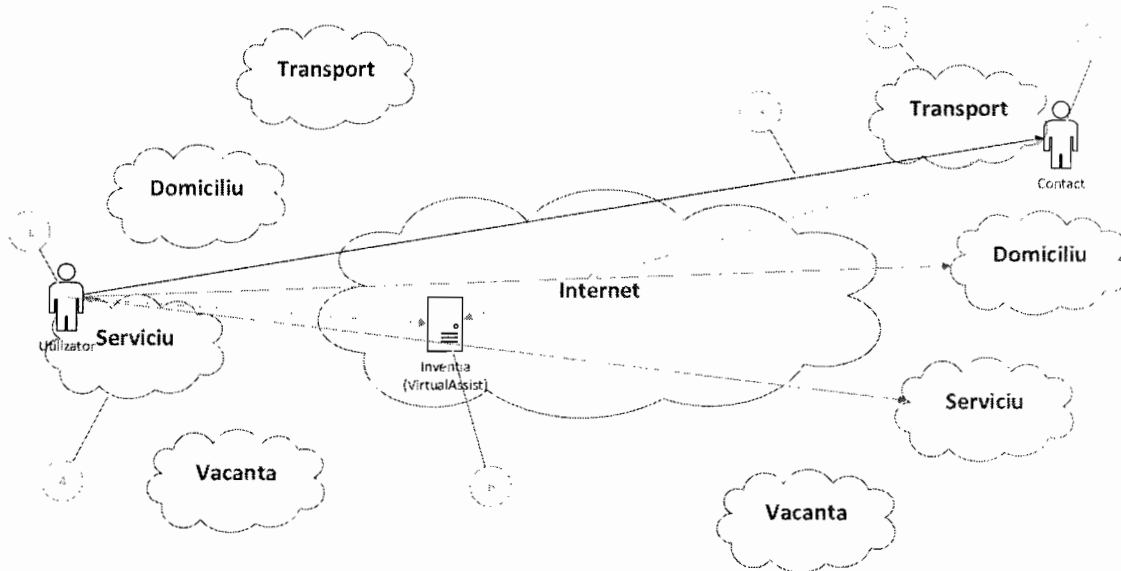 Transport
Transport
Domiciliu
Contact
Domiciliu
Internet
Utilizator
Serviciu
Inventia
(VirtualAssist)
Serviciu
Vacanta
Vacanta